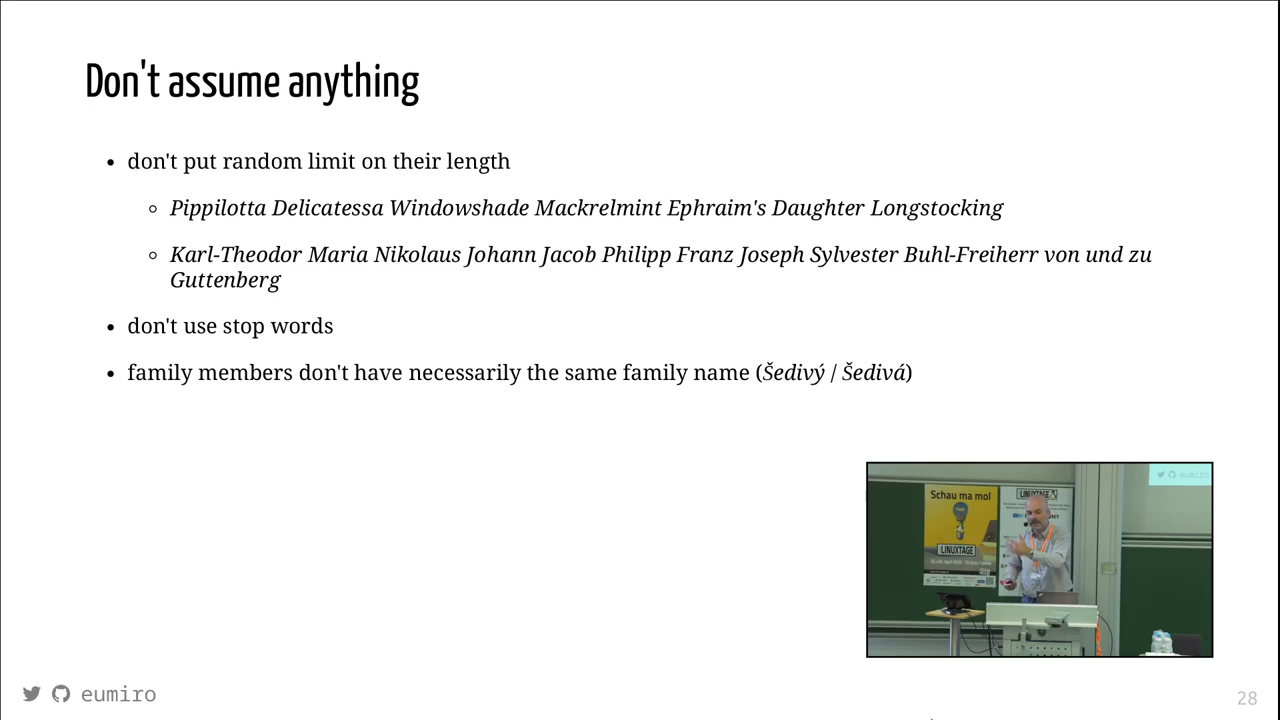 Don't assume anything
• don't put random limit on their length
◦ Pippilotta Delicatessa Windowshade Mackrelmint Ephraim's Daughter Longstocking
◦ Karl-Theodor Maria Nikolaus Johann Jacob Philipp Franz Joseph Sylvester Buhl-Freiherr von und zu
Guttenberg
• don't use stop words
• family members don't have necessarily the same family name (Šedivý / Šedivá)
eumiro
Schau ma mol
LINUXTAGE
LINUXTAGE
eumiro
28